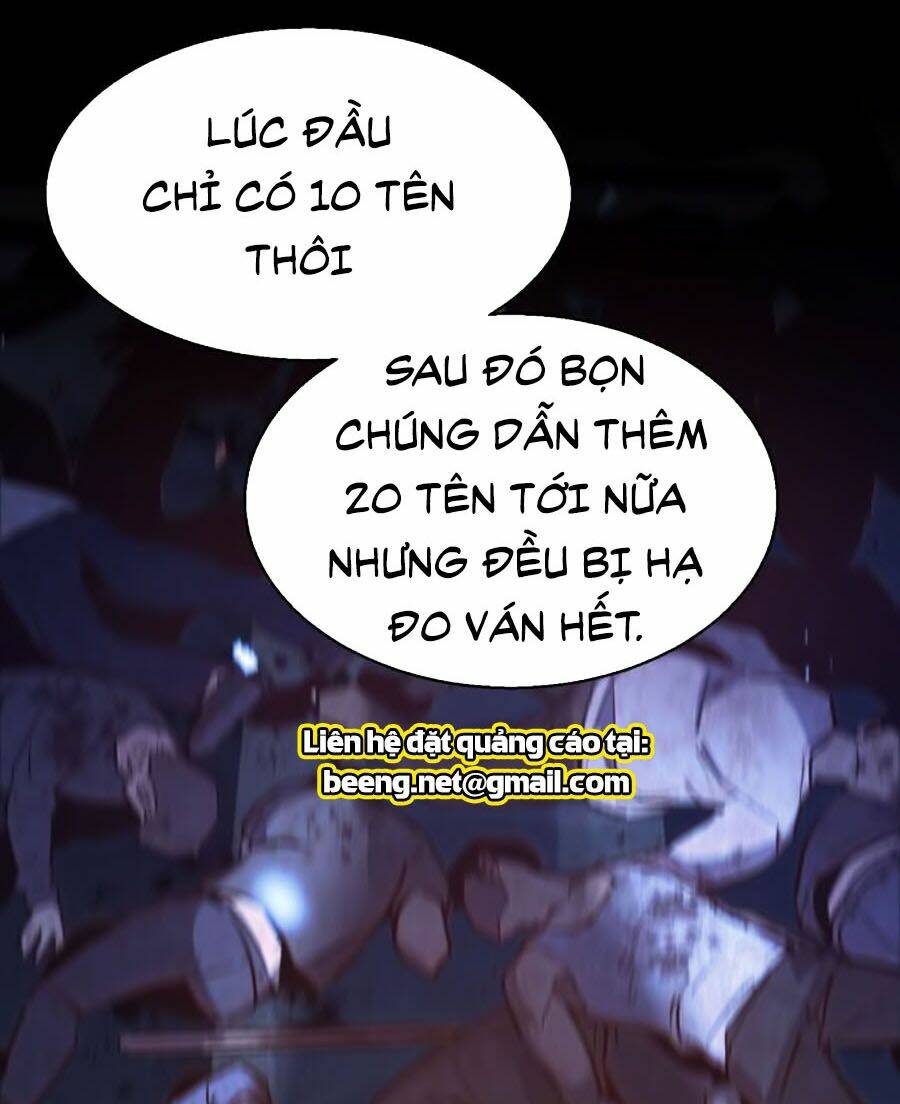 LÚC ĐẦU
CHỈ CÓ 10 TÊN
THÔI
SAU ĐÓ BỌN
CHÚNG DẪN THÊM
20 TÊN TỚI NỮA
NHƯNG ĐỀU BỊ HẠ
ĐO VÁN HẾT.
Liên hệ đặt quảng cáo tại:
beeng.net@gmail.com